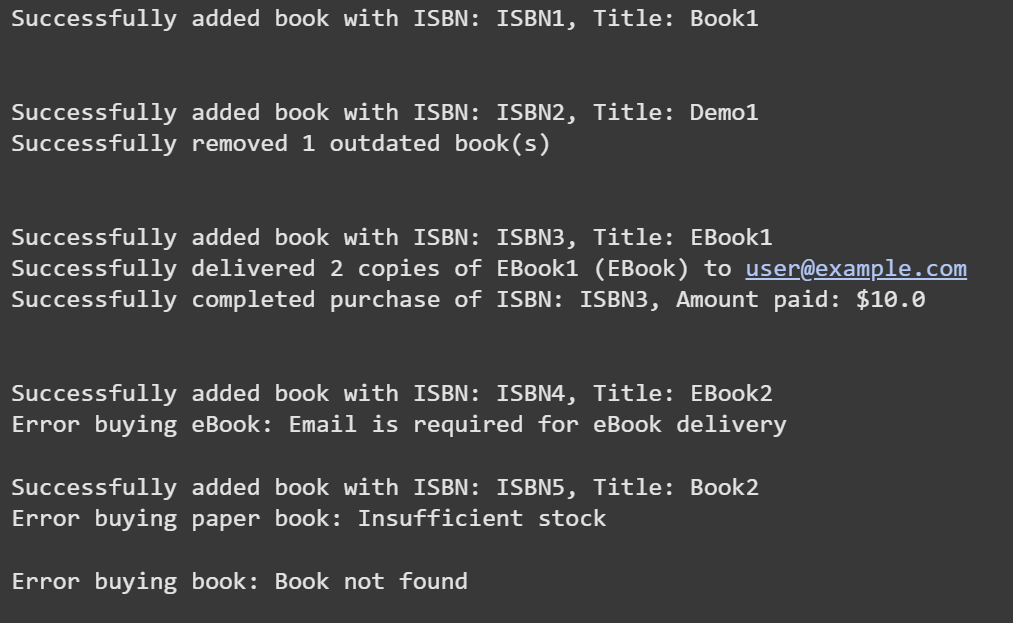 Successfully added book with ISBN: ISBN1, Title: Book1
Successfully added book with ISBN: ISBN2, Title: Demo1
Successfully removed 1 outdated book(s)
Successfully added book with ISBN: ISBN3, Title: EBook1
Successfully delivered 2 copies of EBook1 (EBook) to user@example.com
Successfully completed purchase of ISBN: ISBN3, Amount paid: $10.0
Successfully added book with ISBN: ISBN4, Title: EBook2
Error buying eBook: Email is required for eBook delivery
Successfully added book with ISBN: ISBN5, Title: Book2
Error buying paper book: Insufficient stock
Error buying book: Book not found